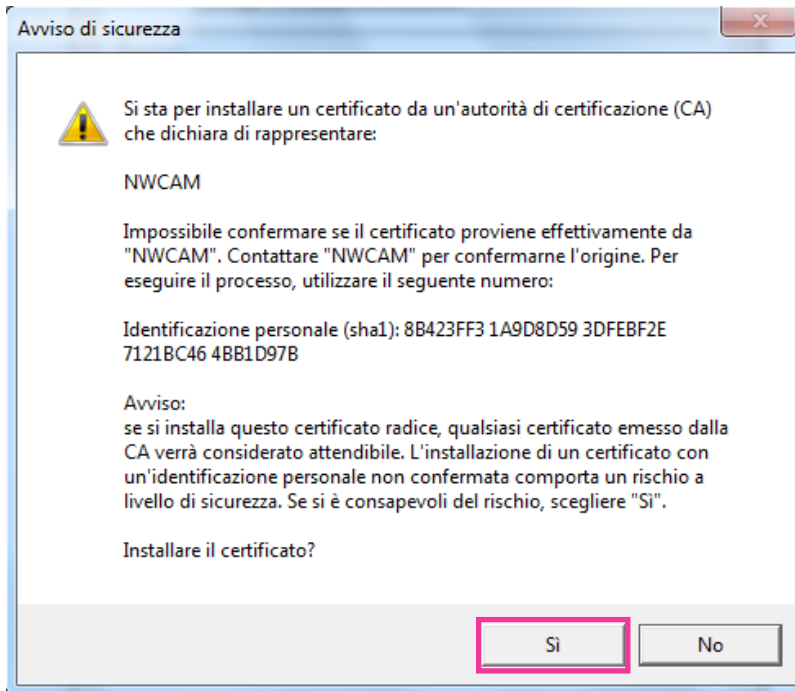 Avviso di sicurezza
Si sta per installare un certificato da un'autorità di certificazione (CA)
che dichiara di rappresentare:
NWCAM
Impossibile confermare se il certificato proviene effettivamente da
"NWCAM". Contattare "NWCAM" per confermarne l'origine. Per
eseguire il processo, utilizzare il seguente numero:
Identificazione personale (sha1): 8B423FF3 1A9D8D59 3DFEBF2E
7121BC46 4BB1D97B
Avviso:
se si installa questo certificato radice, qualsiasi certificato emesso dalla
CA verrà considerato attendibile. L'installazione di un certificato con
un'identificazione personale non confermata comporta un rischio a
livello di sicurezza. Se si è consapevoli del rischio, scegliere "Sì".
Installare il certificato?
Sì No